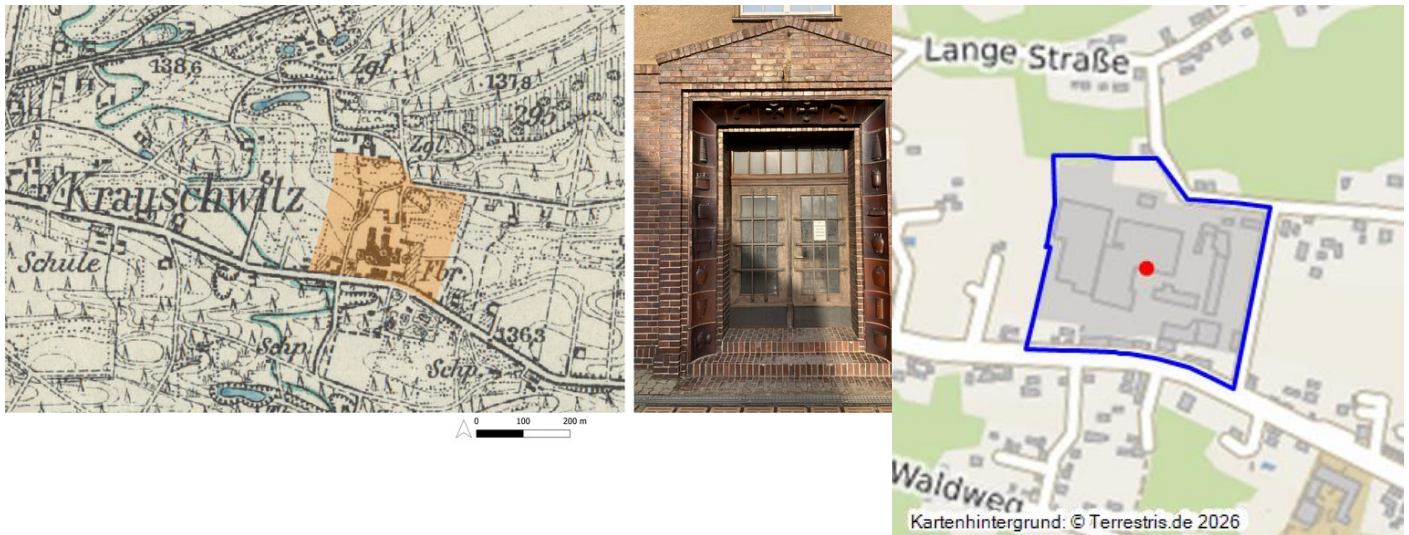 138,6
Zgl
137,8
295
Zgl.
Krauschwitz
Schule
Fbr.
136,3
Schp.
Schp.
0 100 200 m
Lange Straße
Waldweg
Kartenhintergrund: © Terrestris.de 2026